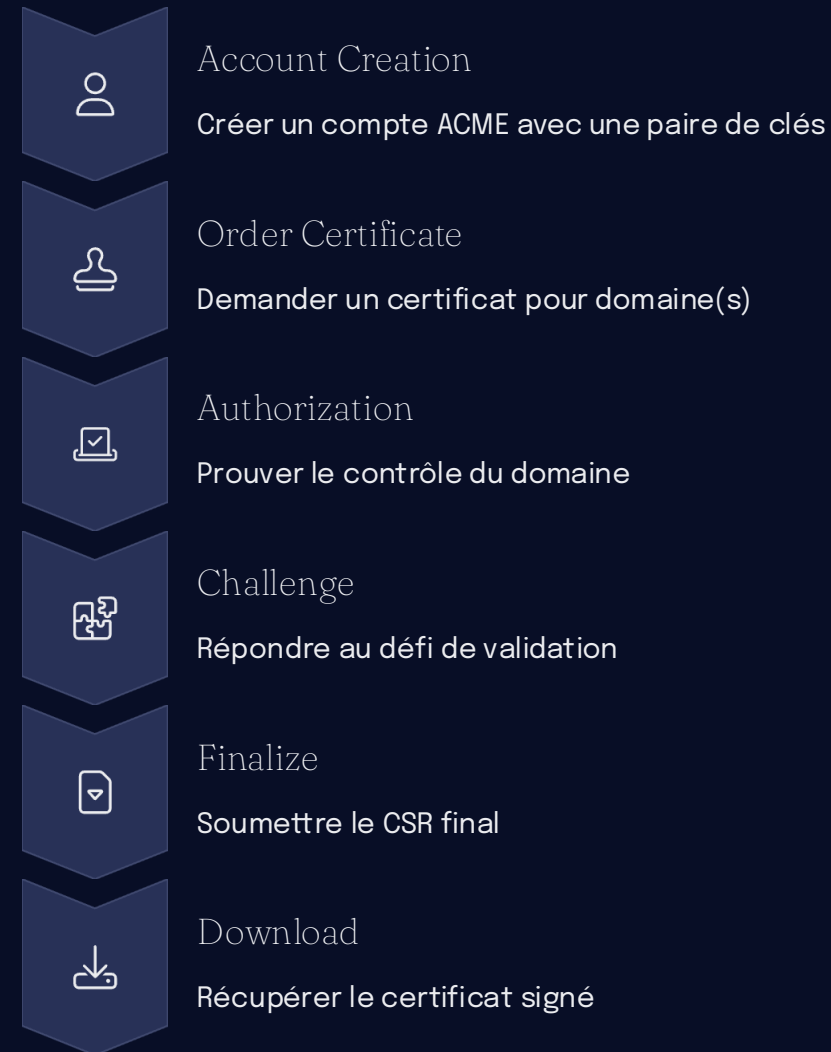 Account Creation
Créer un compte ACME avec une paire de clés
Order Certificate
Demander un certificat pour domaine(s)
Authorization
Prouver le contrôle du domaine
Challenge
Répondre au défi de validation
Finalize
Soumettre le CSR final
Download
Récupérer le certificat signé